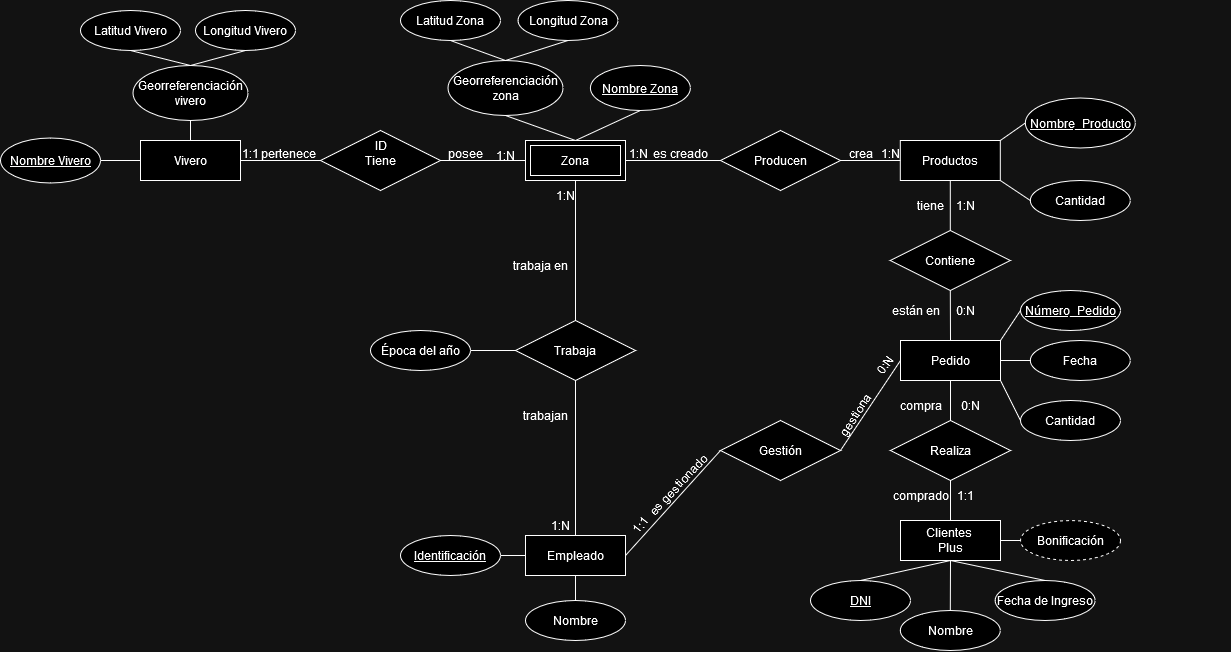 Latitud Vivero
Longitud Vivero
Georreferenciación
vivero
Nombre Vivero
Vivero
1:1 pertenece
ID
Tiene
posee
1:N
Latitud Zona
Longitud Zona
Georreferenciación
zona
Nombre Zona
Zona
1:N es creado
Producen
crea 1:N
Productos
Nombre_Producto
Cantidad
tiene
1:N
Contiene
están en
0:N
1:N
trabaja en
Época del año
Trabaja
trabajan
1:N
Identificación
Empleado
Nombre
1:1 es gestionado
Gestión
gestiona
0:N
Pedido
Número_Pedido
Fecha
Cantidad
compra
0:N
Realiza
comprado
1:1
Clientes
Plus
Bonificación
DNI
Nombre
Fecha de Ingreso